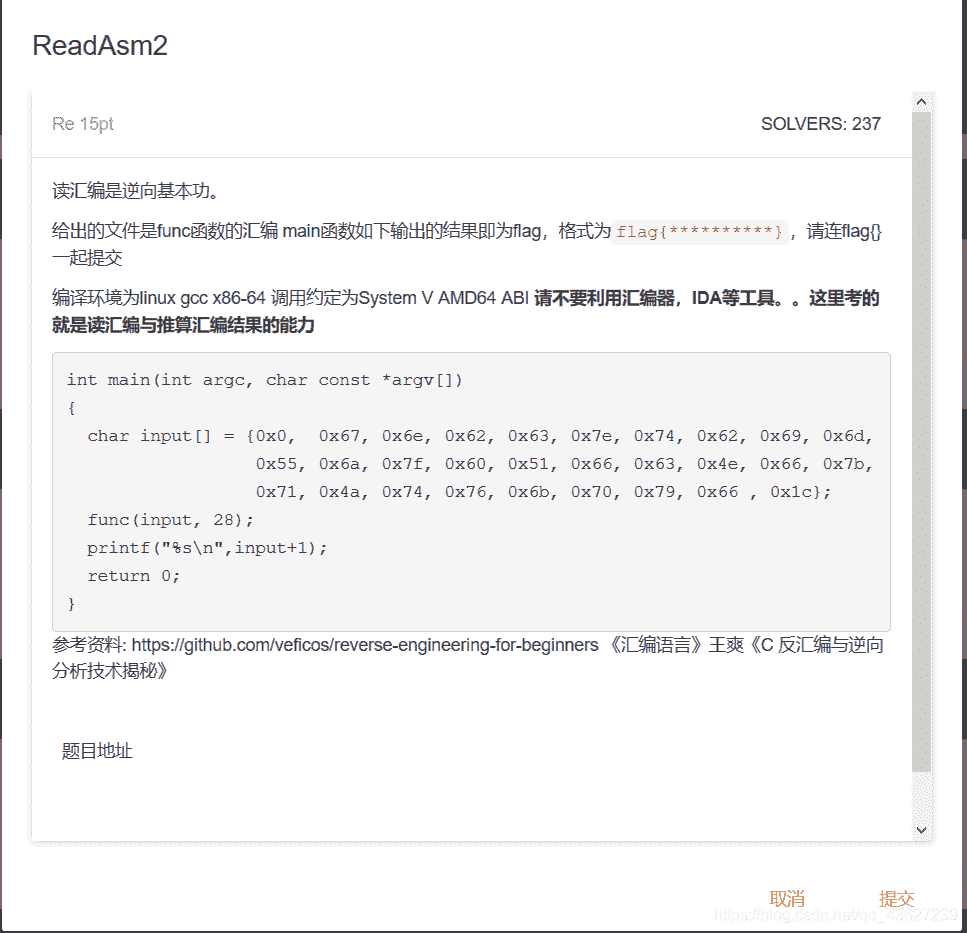 ReadAsm2
Re 15pt
SOLVERS: 237
读汇编是逆向基本功。
给出的文件是func函数的汇编 main函数如下输出的结果即为flag，格式为 flag{**********} ，请连flag{}
一起提交
编译环境为linux gcc x86-64 调用约定为System V AMD64 ABI 请不要利用汇编器，IDA等工具。。这里考的
就是读汇编与推算汇编结果的能力
int main(int argc, char const *argv[])
{
  char input[] = {0x0,  0x67, 0x6e, 0x62, 0x63, 0x7e, 0x74, 0x62, 0x69, 0x6d,
                  0x55, 0x6a, 0x7f, 0x60, 0x51, 0x66, 0x63, 0x4e, 0x66, 0x7b,
                  0x71, 0x4a, 0x74, 0x76, 0x6b, 0x70, 0x79, 0x66 , 0x1c};
  func(input, 28);
  printf("%s\n",input+1);
  return 0;
}
参考资料: https://github.com/veficos/reverse-engineering-for-beginners 《汇编语言》王爽《C 反汇编与逆向
分析技术揭秘》
题目地址
取消
提交
https://blog.csdn.net/qq_43627239